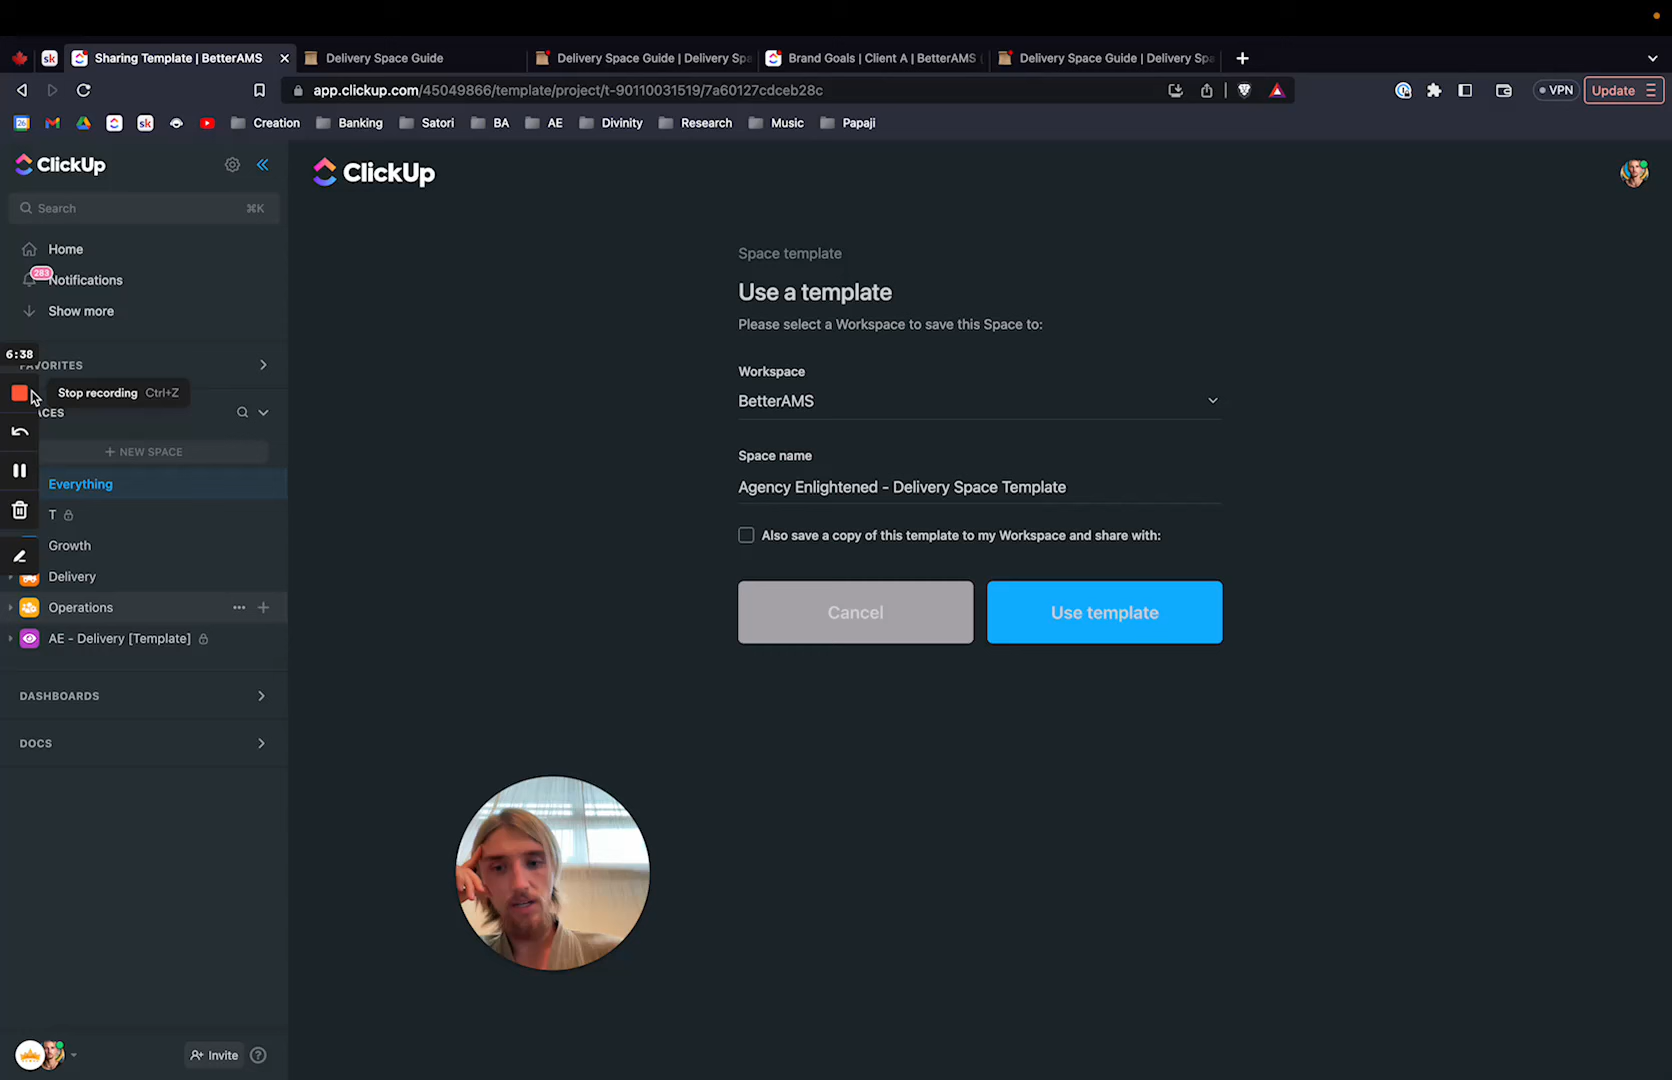 sk
Sharing Template | BetterAMS
Delivery Space Guide
Delivery Space Guide | Delivery Spa
Brand Goals | Client A | BetterAMS
Delivery Space Guide | Delivery Spa
app.clickup.com/45049866/template/project/t-90110031519/7a60127cdceb28c
VPN
Update
26
sk
Creation
Banking
Satori
BA
AE
Divinity
Research
Music
Papaji
ClickUp
Search
⌘K
Home
283
Notifications
Show more
6:38
FAVORITES
Stop recording Ctrl+Z
ACES
+ NEW SPACE
Everything
T
Growth
Delivery
Operations
AE - Delivery [Template]
DASHBOARDS
DOCS
Invite
?
ClickUp
Space template
Use a template
Please select a Workspace to save this Space to:
Workspace
BetterAMS
Space name
Agency Enlightened - Delivery Space Template
Also save a copy of this template to my Workspace and share with:
Cancel
Use template